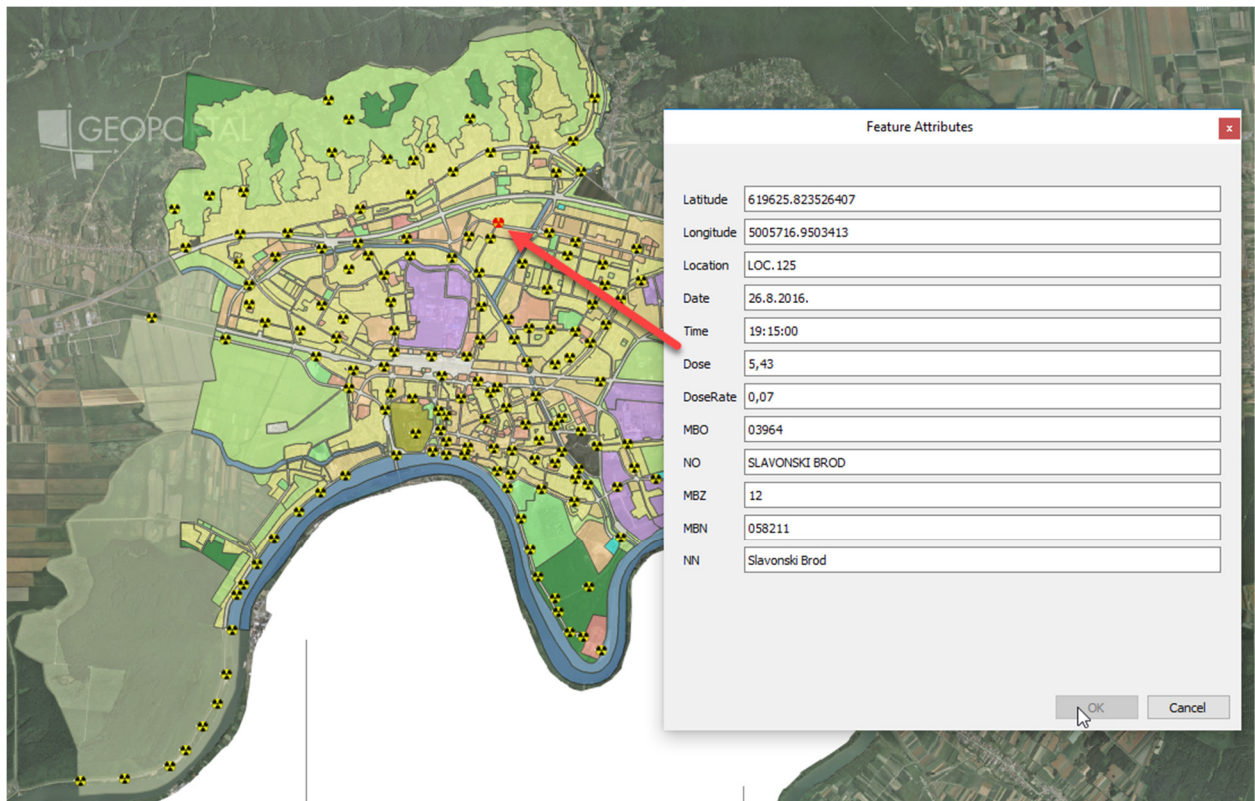 GEOPORTAL
Feature Attributes
x
Latitude 619625.823526407
Longitude 5005716.9503413
Location LOC.125
Date 26.8.2016.
Time 19:15:00
Dose 5,43
DoseRate 0,07
MBO 03964
NO SLAVONSKI BROD
MBZ 12
MBN 058211
NN Slavonski Brod
OK Cancel